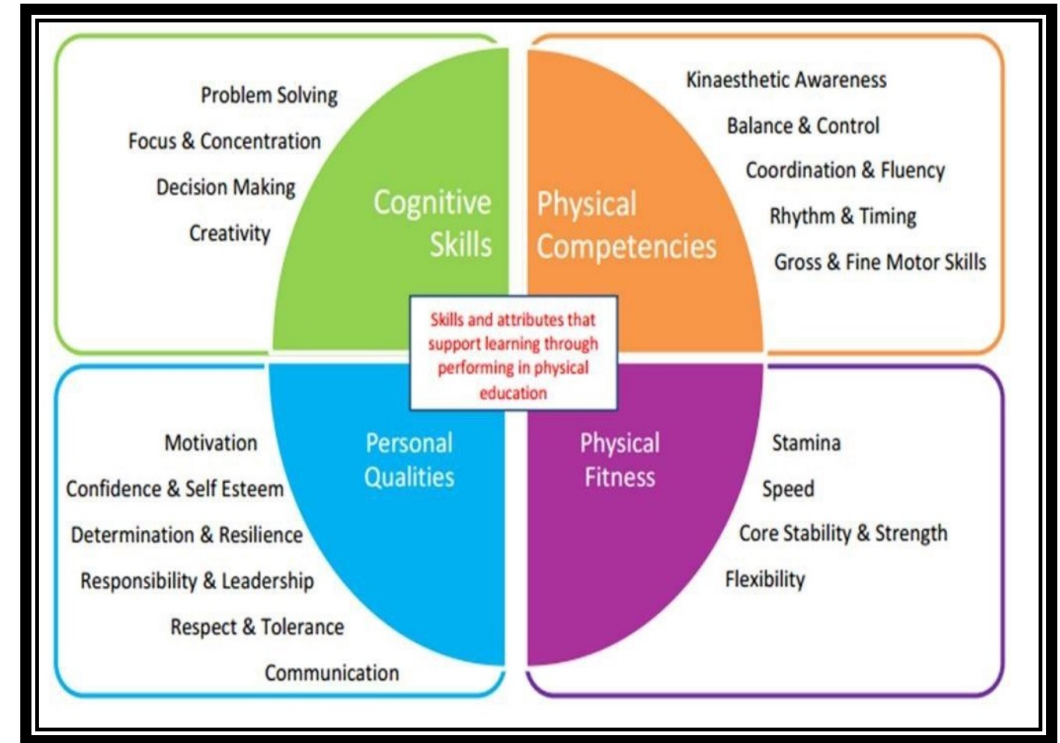 Problem Solving
Focus & Concentration
Decision Making
Creativity
Cognitive
Skills
Physical
Competencies
Kinaesthetic Awareness
Balance & Control
Coordination & Fluency
Rhythm & Timing
Gross & Fine Motor Skills
Skills and attributes that
support learning through
performing in physical
education
Motivation
Confidence & Self Esteem
Determination & Resilience
Responsibility & Leadership
Respect & Tolerance
Communication
Personal
Qualities
Physical
Fitness
Stamina
Speed
Core Stability & Strength
Flexibility